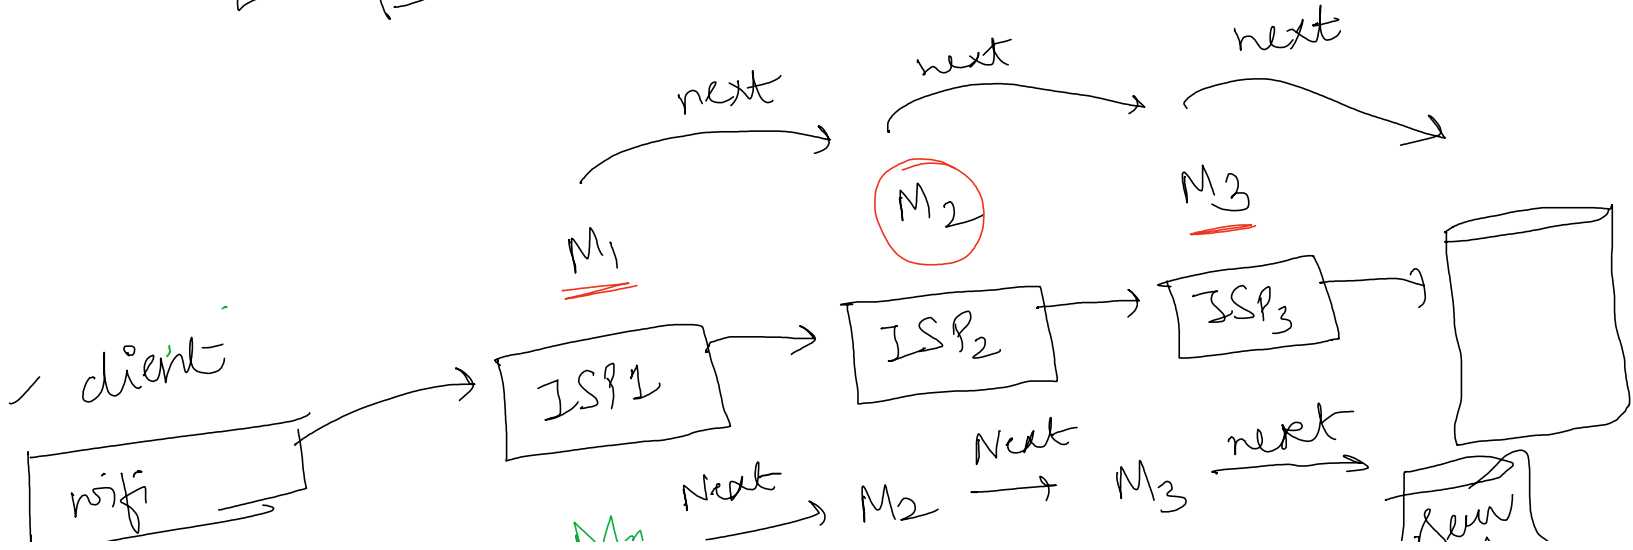 next next next
M1 M2 M3
client
ISP1 ISP2 ISP3
wifi
Next Next next
M2 M3